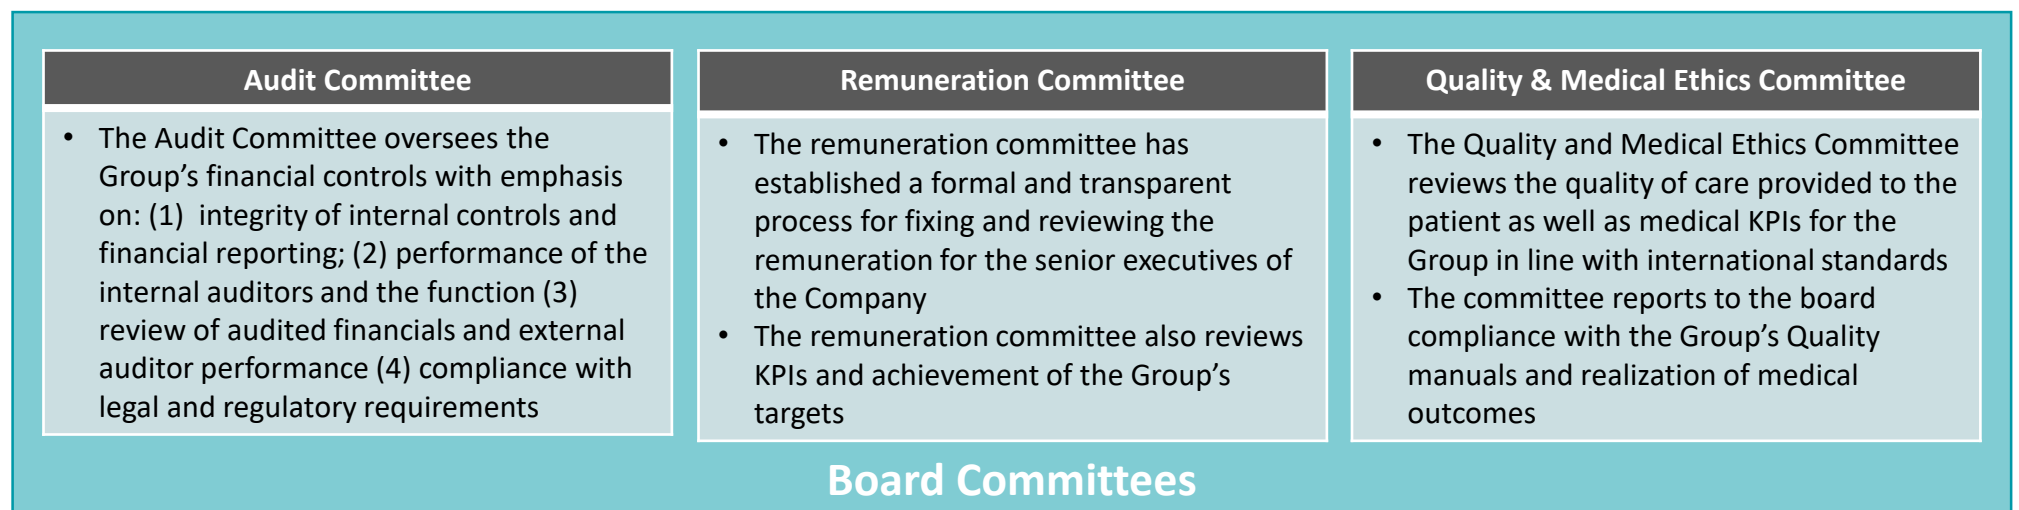 Audit Committee
• The Audit Committee oversees the
Group’s financial controls with emphasis
on: (1) integrity of internal controls and
financial reporting; (2) performance of the
internal auditors and the function (3)
review of audited financials and external
auditor performance (4) compliance with
legal and regulatory requirements
Remuneration Committee
• The remuneration committee has
established a formal and transparent
process for fixing and reviewing the
remuneration for the senior executives of
the Company
• The remuneration committee also reviews
KPIs and achievement of the Group’s
targets
Quality & Medical Ethics Committee
• The Quality and Medical Ethics Committee
reviews the quality of care provided to the
patient as well as medical KPIs for the
Group in line with international standards
• The committee reports to the board
compliance with the Group’s Quality
manuals and realization of medical
outcomes
Board Committees